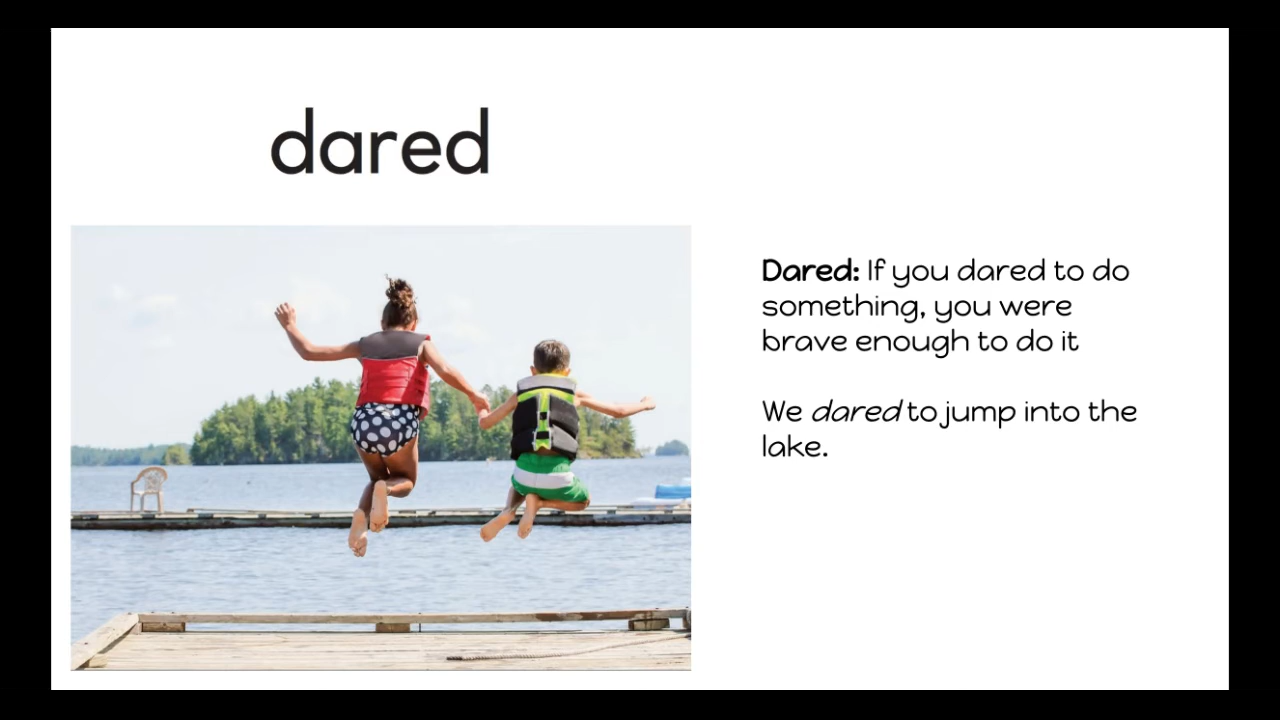 dared
Dared: If you dared to do
something, you were
brave enough to do it
We dared to jump into the
lake.